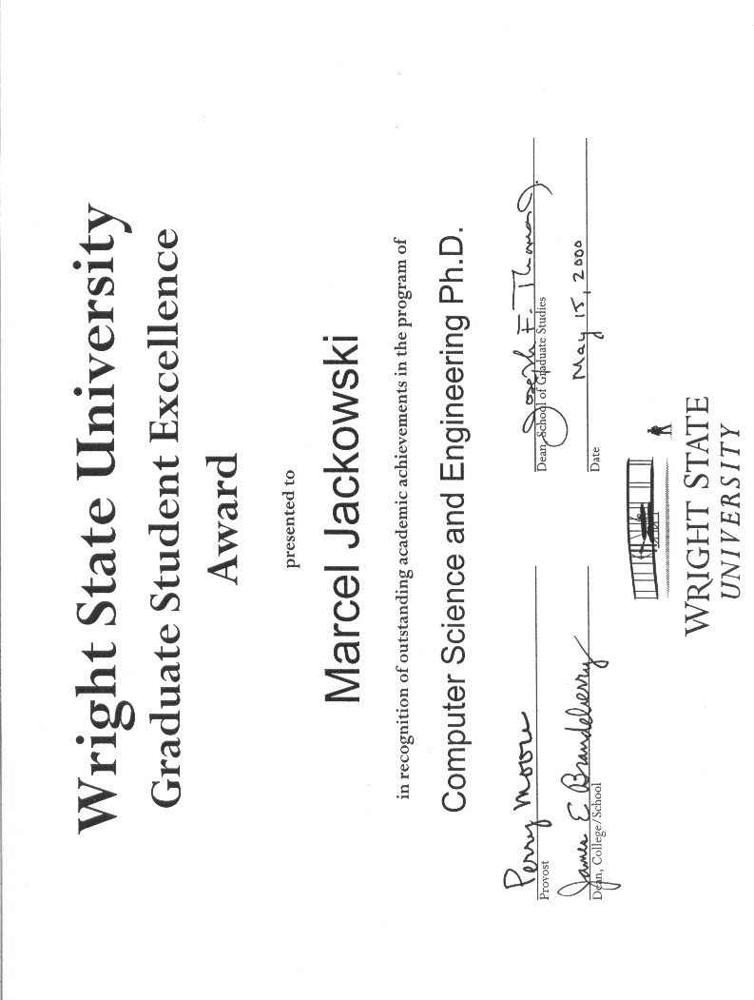 Wright State University
Graduate Student Excellence
Award
presented to
Marcel Jackowski
in recognition of outstanding academic achievements in the program of
Computer Science and Engineering Ph.D.
Perry Moore
Provost
Joseph F. Thomas, Jr.
Dean, School of Graduate Studies
James E Brandeberry
Dean, College/School
May 15, 2000
Date
WRIGHT STATE
UNIVERSITY